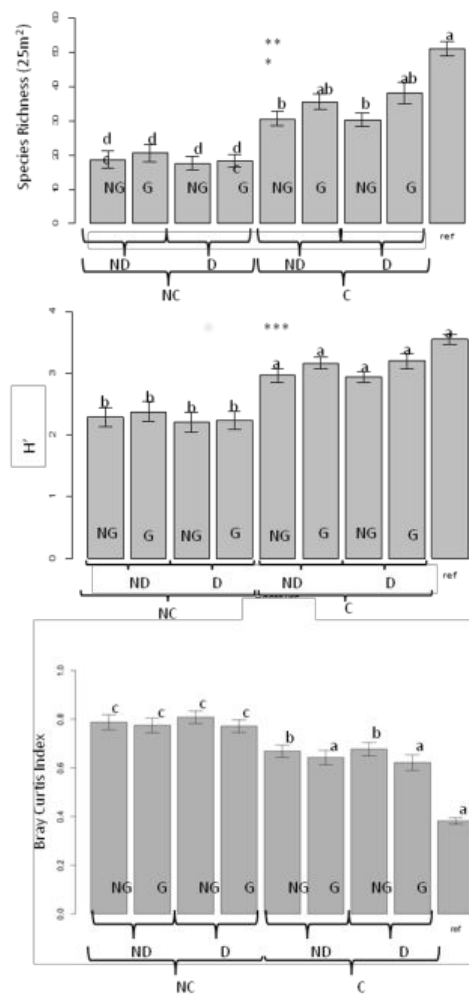 Species Richness (25m²)
0 10 20 30 40 50 60
**
*
a
ab
ab
b
b
d
d
d
d
c
c
NG G NG G NG G NG G
ref
ND D ND D
NC C
H'
0 1 2 3 4
***
b b b b a a a a a
NG G NG G NG G NG G
ref
ND D ND D
NC C
Bray Curtis Index
0.0 0.2 0.4 0.6 0.8 1.0
c c c c b a b a a
NG G NG G NG G NG G
ref
ND D ND D
NC C